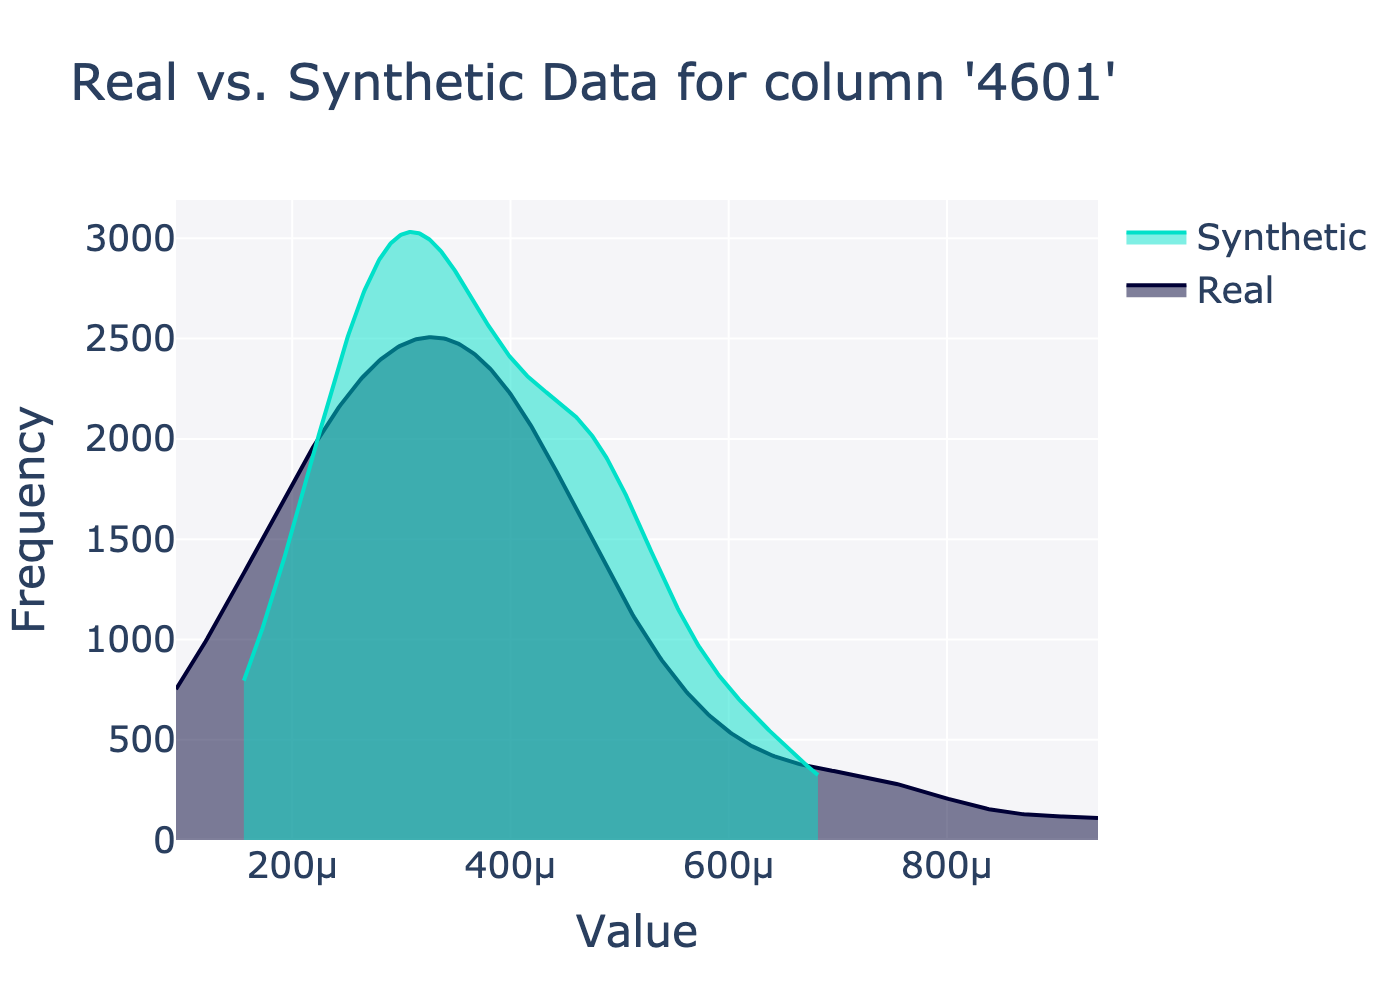 Real vs. Synthetic Data for column '4601'
Synthetic
Real
3000
2500
2000
1500
1000
500
0
Frequency
200μ
400μ
600μ
800μ
Value